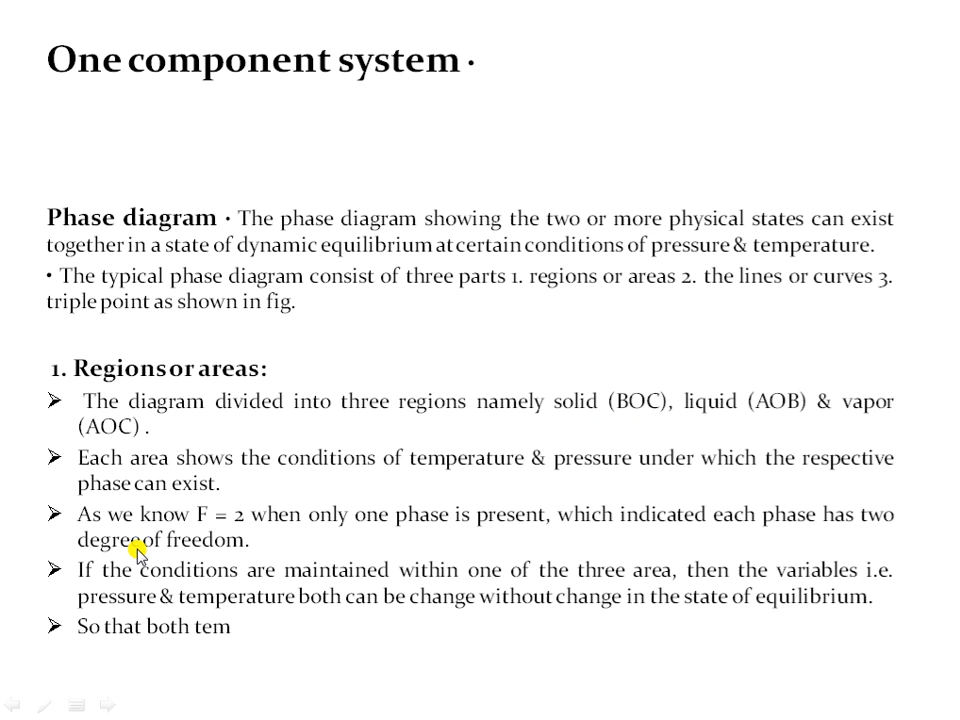 One component system ·
Phase diagram · The phase diagram showing the two or more physical states can exist
together in a state of dynamic equilibrium at certain conditions of pressure & temperature.
• The typical phase diagram consist of three parts 1. regions or areas 2. the lines or curves 3.
triple point as shown in fig.
1. Regions or areas:
➢ The diagram divided into three regions namely solid (BOC), liquid (AOB) & vapor
(AOC) .
➢ Each area shows the conditions of temperature & pressure under which the respective
phase can exist.
➢ As we know F = 2 when only one phase is present, which indicated each phase has two
degree of freedom.
➢ If the conditions are maintained within one of the three area, then the variables i.e.
pressure & temperature both can be change without change in the state of equilibrium.
➢ So that both tem